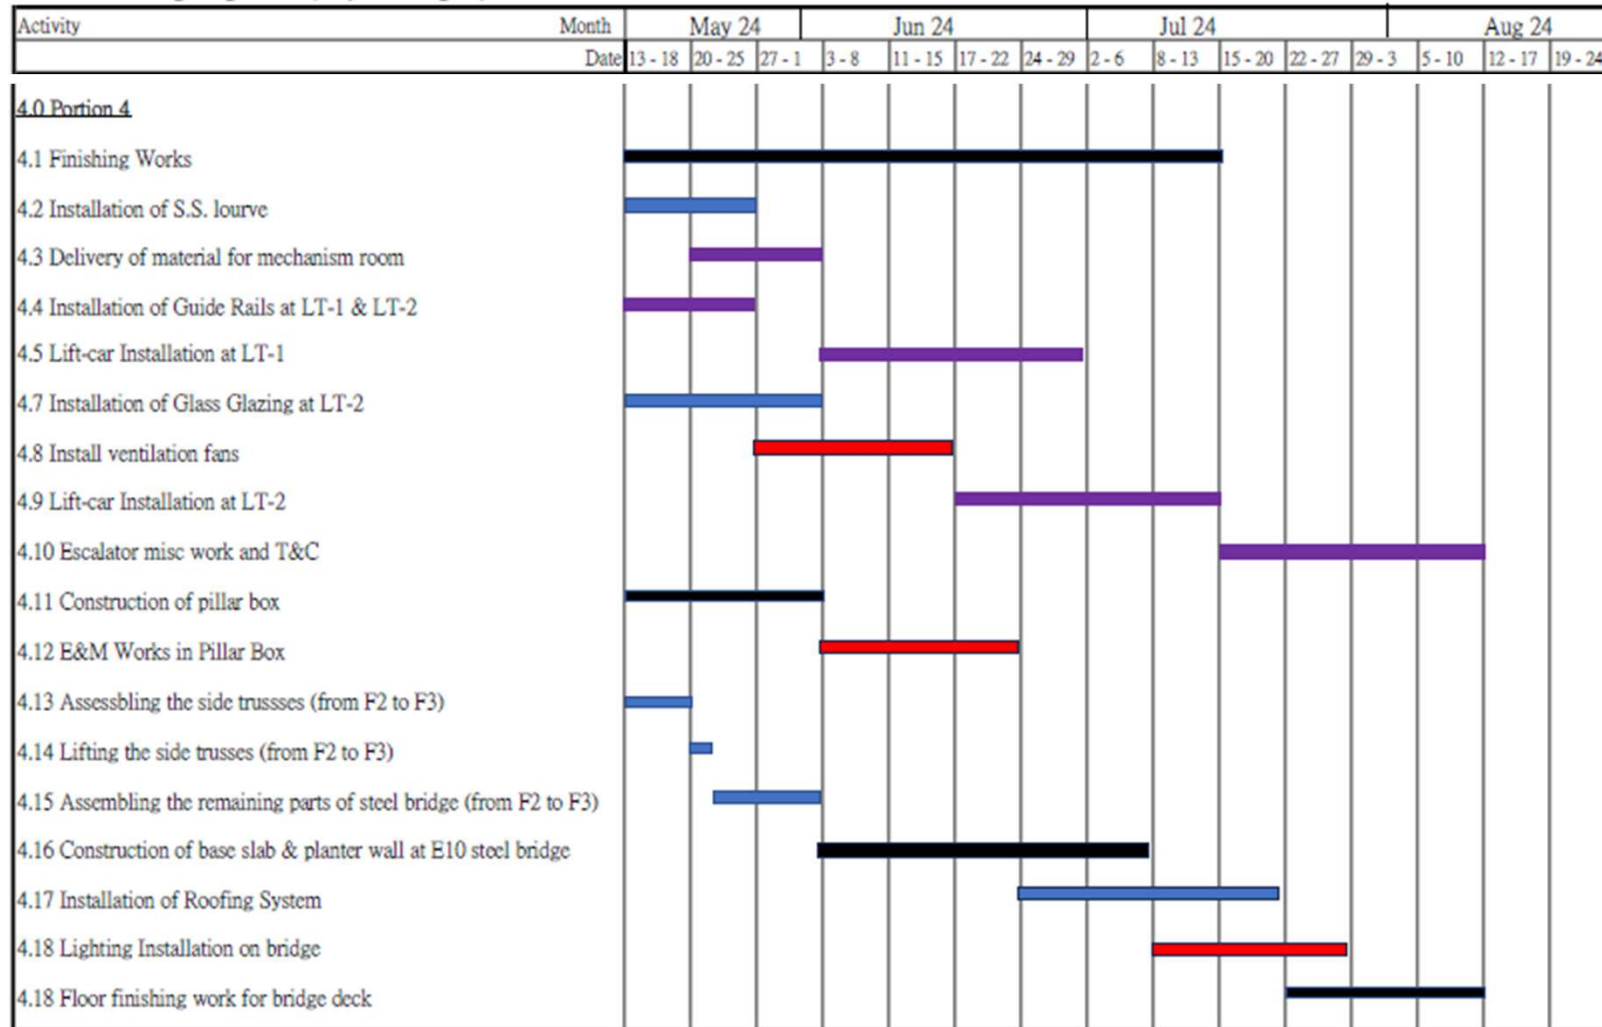 Activity Month May 24 Jun 24 Jul 24 Aug 24
Date 13 - 18 20 - 25 27 - 1 3 - 8 11 - 15 17 - 22 24 - 29 2 - 6 8 - 13 15 - 20 22 - 27 29 - 3 5 - 10 12 - 17 19 - 24
4.0 Portion 4
4.1 Finishing Works
4.2 Installation of S.S. lourve
4.3 Delivery of material for mechanism room
4.4 Installation of Guide Rails at LT-1 & LT-2
4.5 Lift-car Installation at LT-1
4.7 Installation of Glass Glazing at LT-2
4.8 Install ventilation fans
4.9 Lift-car Installation at LT-2
4.10 Escalator misc work and T&C
4.11 Construction of pillar box
4.12 E&M Works in Pillar Box
4.13 Assessbling the side trussses (from F2 to F3)
4.14 Lifting the side trusses (from F2 to F3)
4.15 Assembling the remaining parts of steel bridge (from F2 to F3)
4.16 Construction of base slab & planter wall at E10 steel bridge
4.17 Installation of Roofing System
4.18 Lighting Installation on bridge
4.18 Floor finishing work for bridge deck